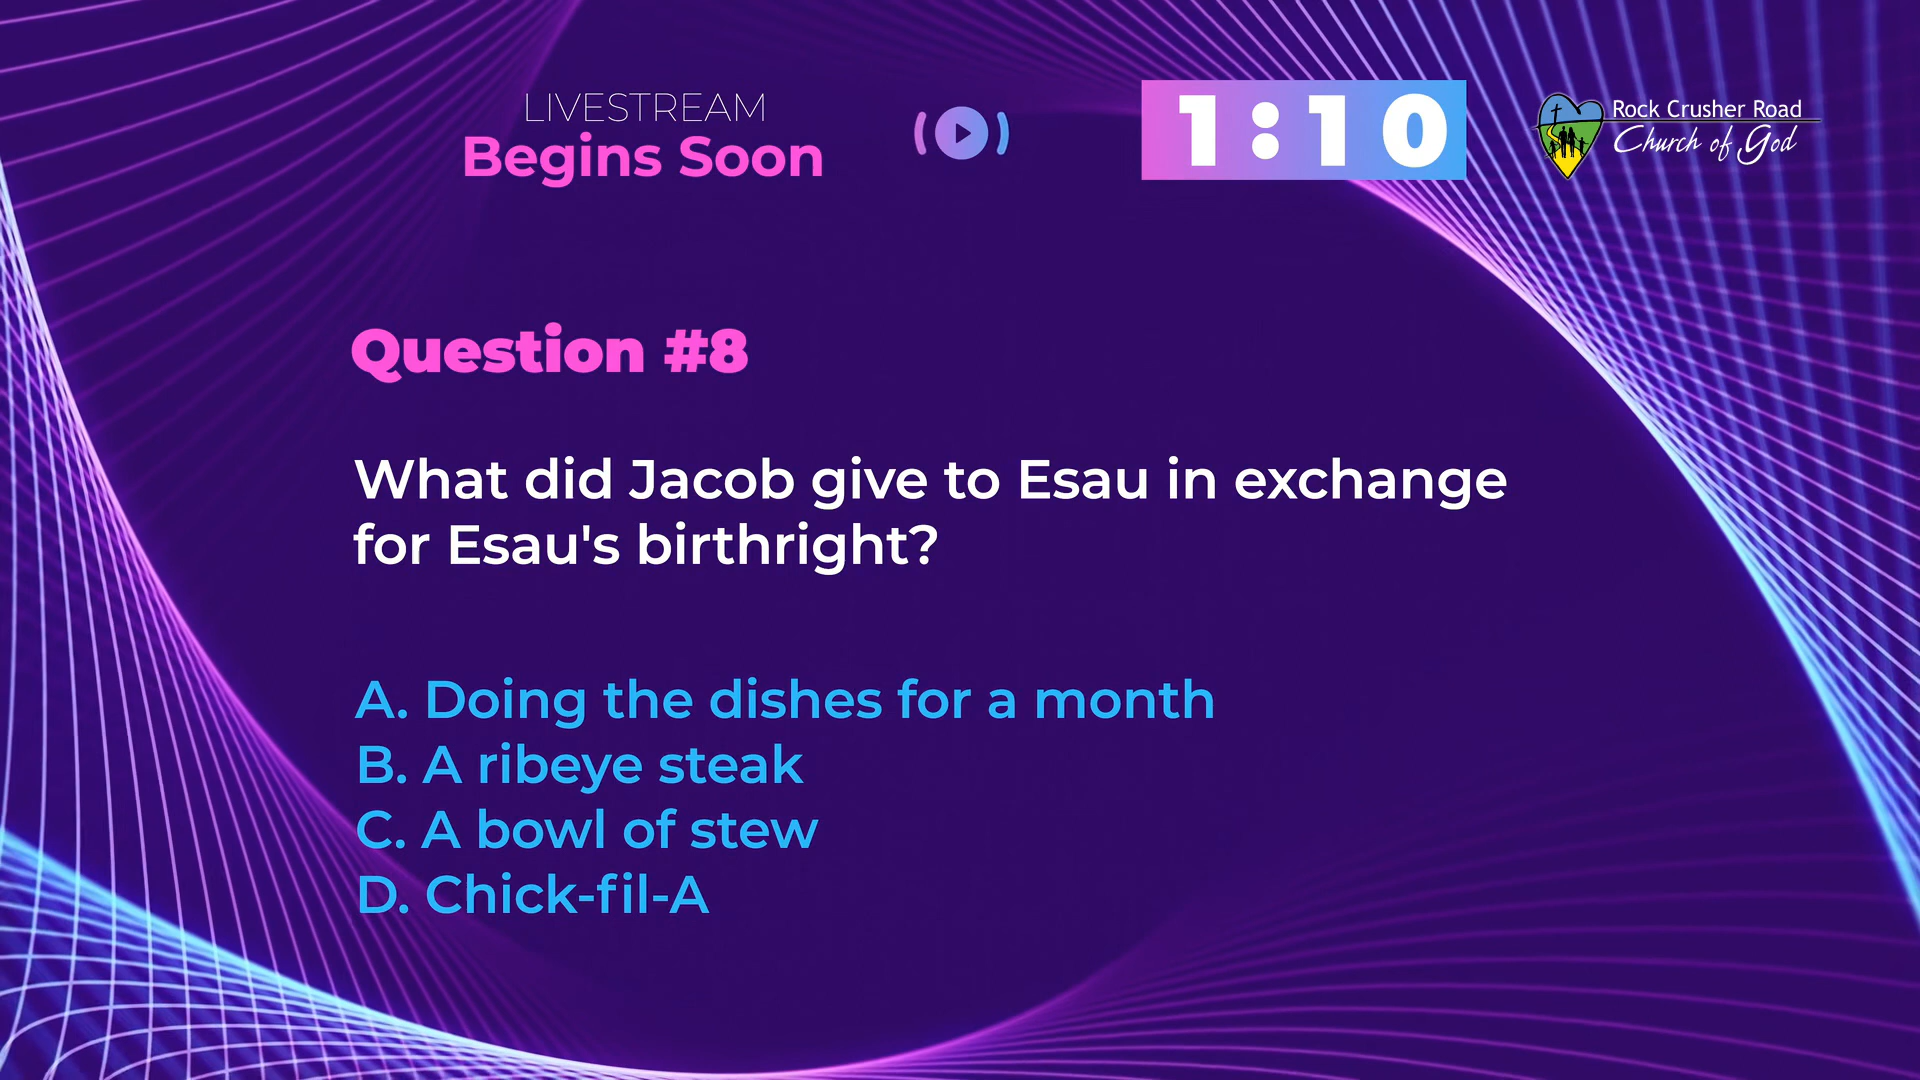 LIVESTREAM
Begins Soon
1:10
Rock Crusher Road
Church of God
Question #8
What did Jacob give to Esau in exchange
for Esau's birthright?
A. Doing the dishes for a month
B. A ribeye steak
C. A bowl of stew
D. Chick-fil-A